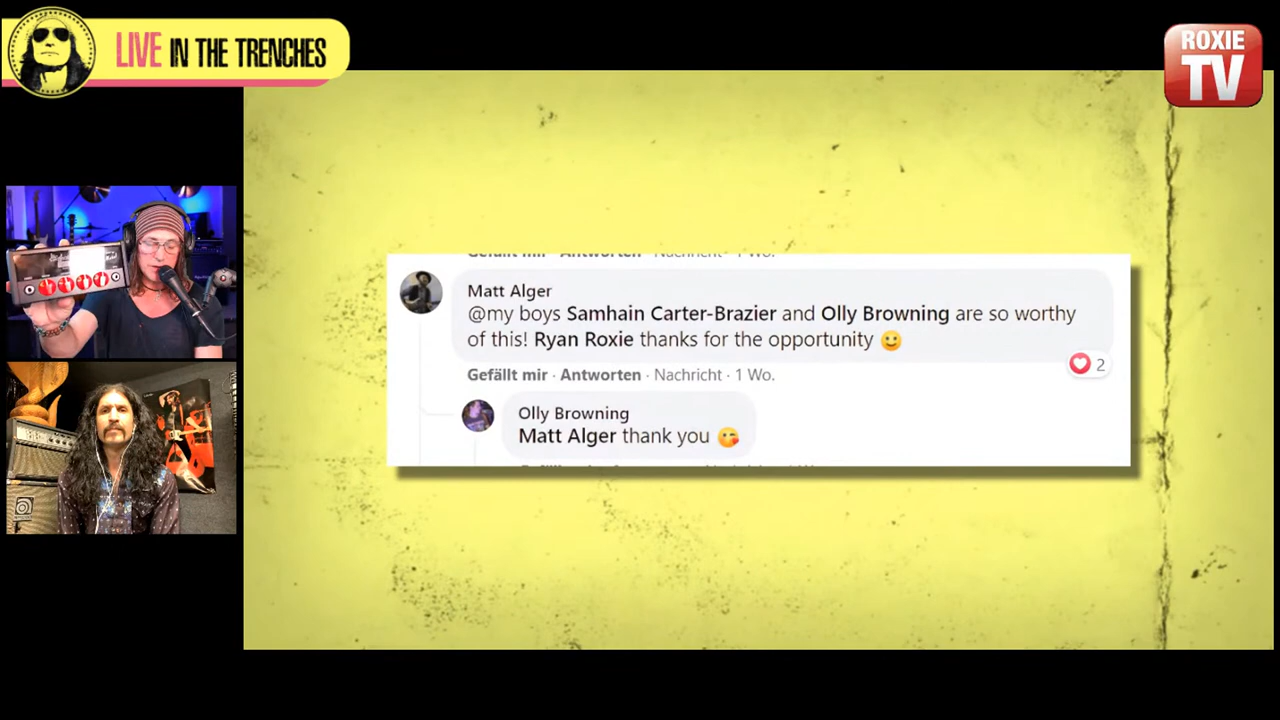 LIVE IN THE TRENCHES
ROXIE
TV
Gefällt mir · Antworten · Nachricht · 1 Wo.
Matt Alger
@my boys Samhain Carter-Brazier and Olly Browning are so worthy
of this! Ryan Roxie thanks for the opportunity 🙂
2
Gefällt mir · Antworten · Nachricht · 1 Wo.
Olly Browning
Matt Alger thank you 😘